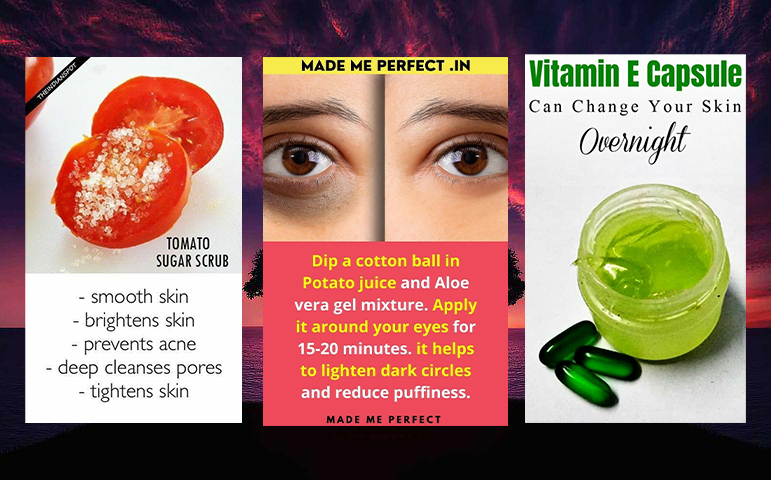 THEINDIANSPOT
TOMATO
SUGAR SCRUB
- smooth skin
- brightens skin
- prevents acne
- deep cleanses pores
- tightens skin
MADE ME PERFECT .IN
Dip a cotton ball in
Potato juice and Aloe
vera gel mixture. Apply
it around your eyes for
15-20 minutes. it helps
to lighten dark circles
and reduce puffiness.
MADE ME PERFECT
Vitamin E Capsule
Can Change Your Skin
Overnight